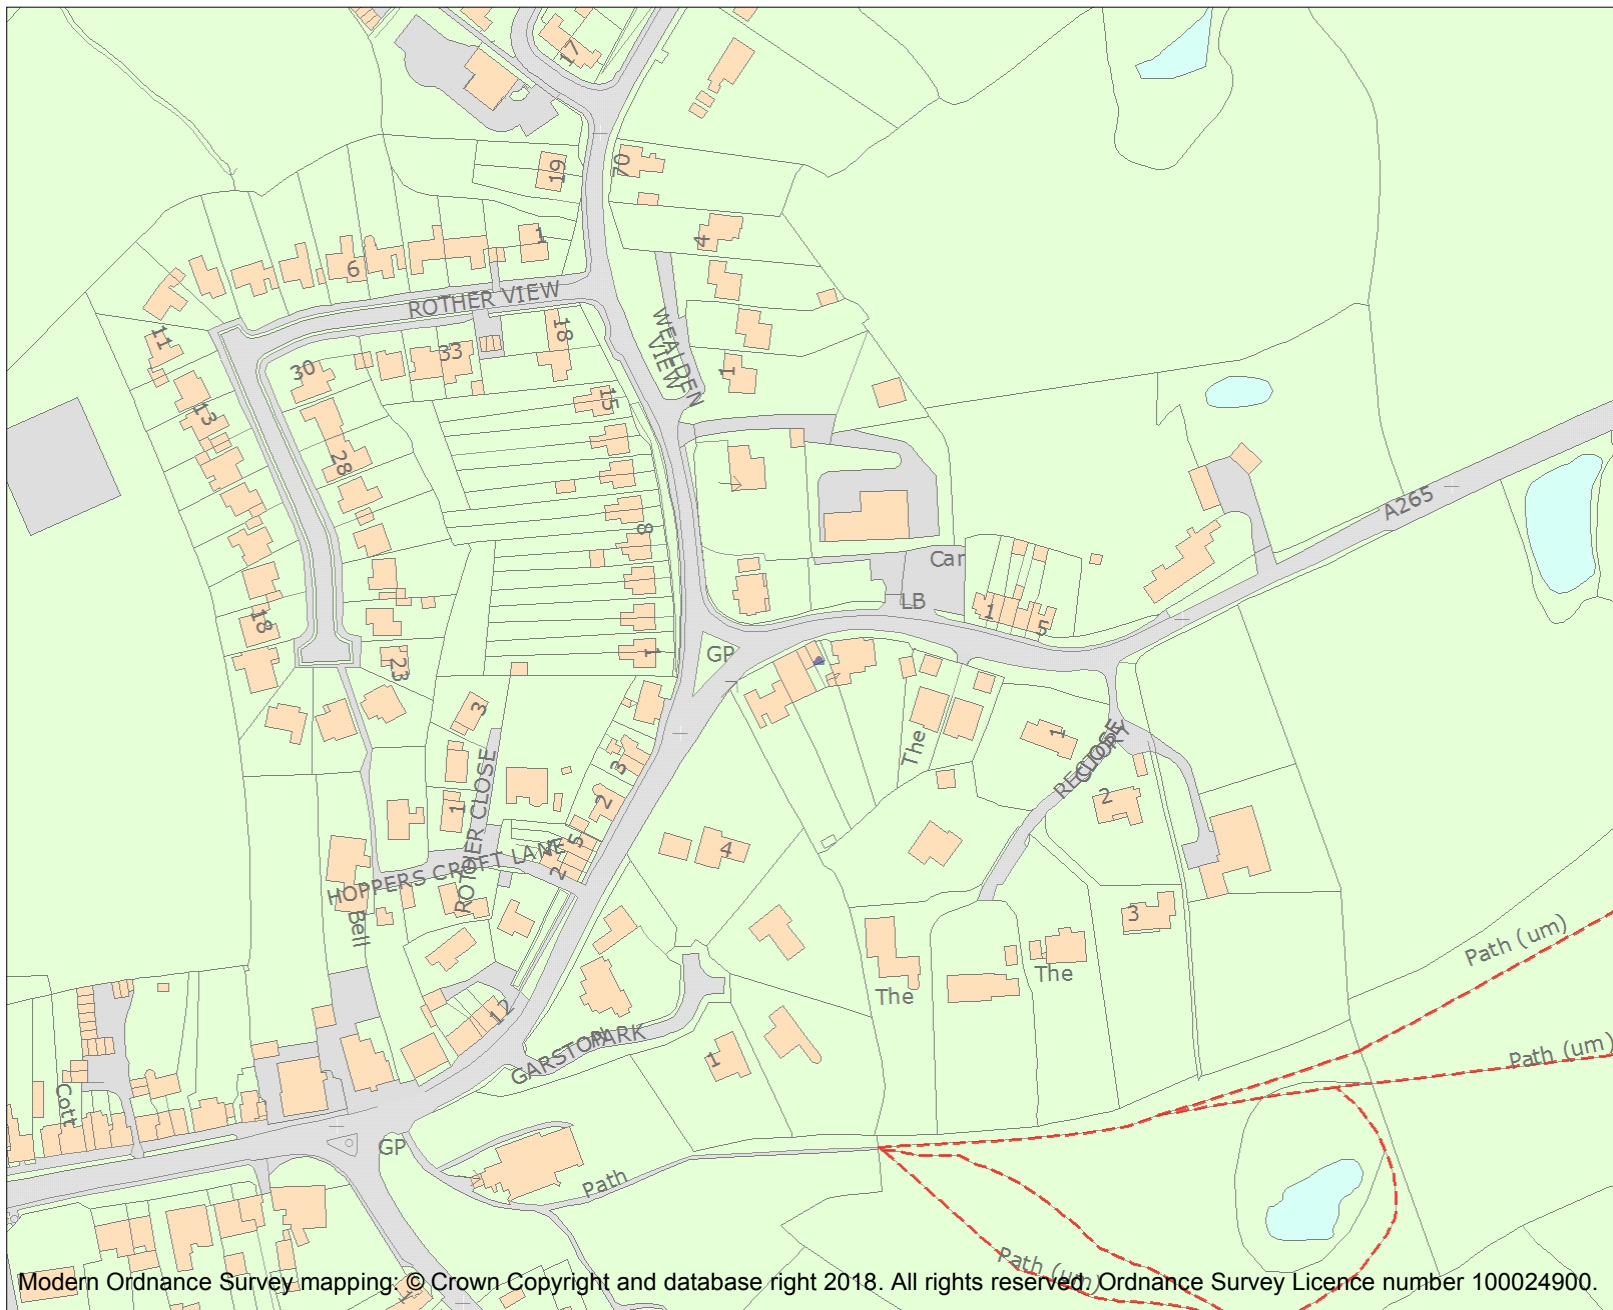 17
19
70
1
4
6
ROTHER VIEW
WEALDEN
VIEW
11
18
33
30
1
13
15
28
A265
8
Car
LB
1
5
18
1
GP
23
3
The
1
RECTORY
CLOSE
3
2
2
1
ROTHER CLOSE
5
4
HOPPERS CROFT LANE
2
Bell
3
Path (um)
The
The
12
GARSTON
PARK
1
Path (um)
Cott
GP
Path
Path (um)
1
Modern Ordnance Survey mapping: © Crown Copyright and database right 2018. All rights reserved. Ordnance Survey Licence number 100024900.